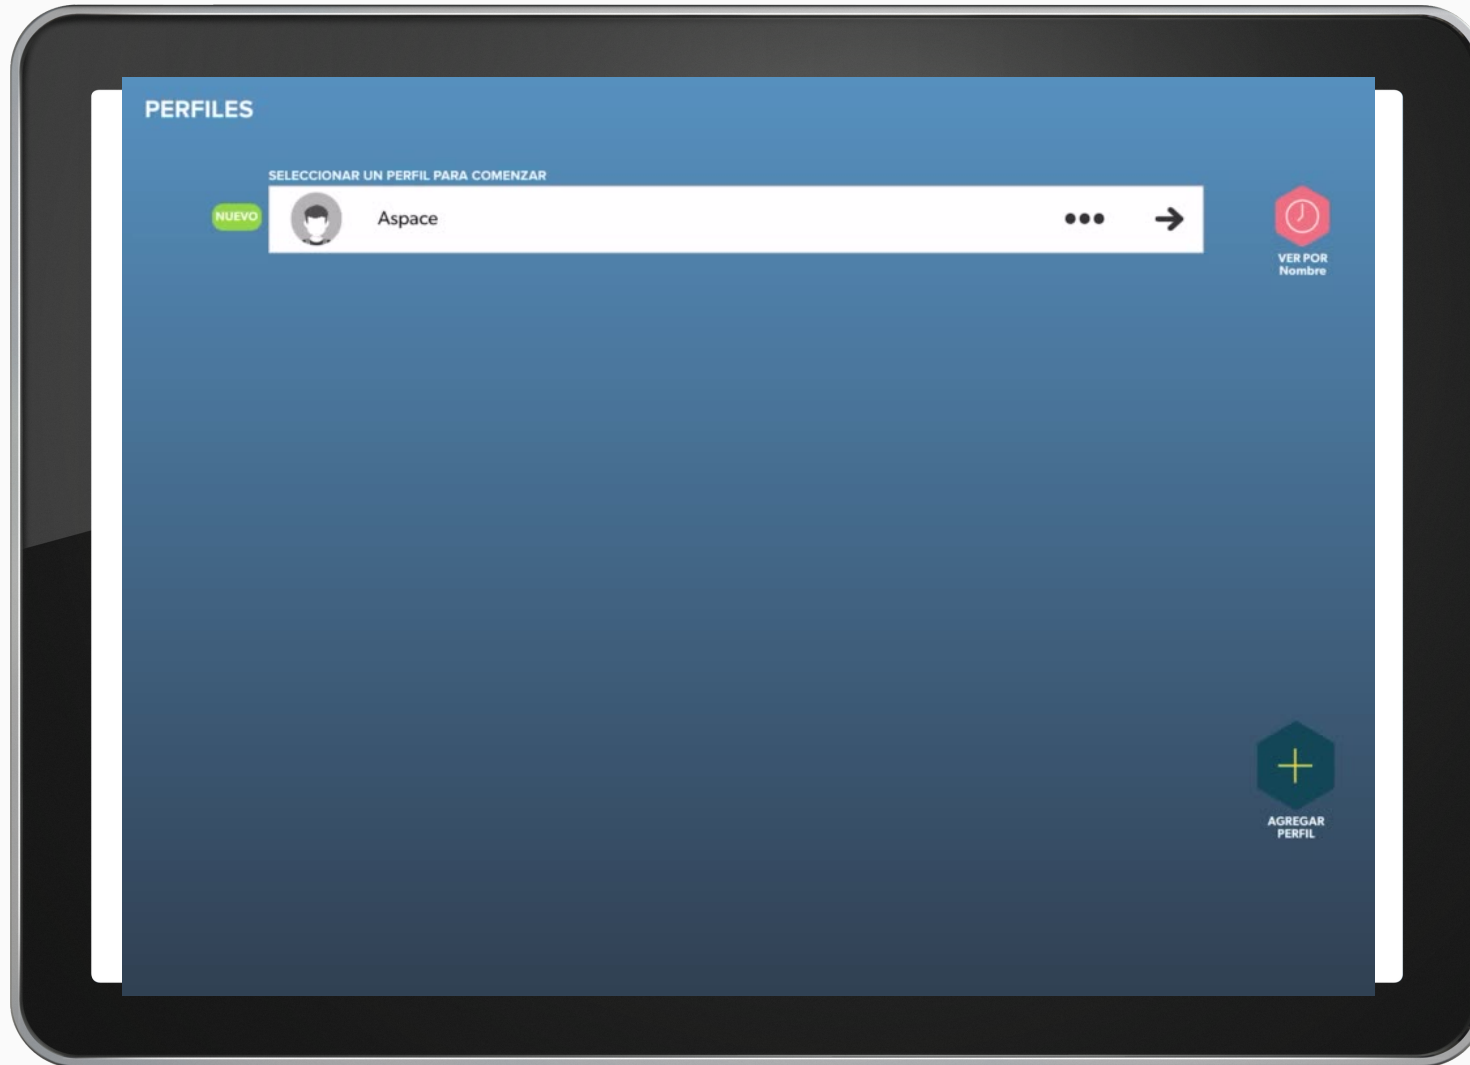 PERFILES
SELECCIONAR UN PERFIL PARA COMENZAR
NUEVO
Aspace
VER POR
Nombre
AGREGAR
PERFIL